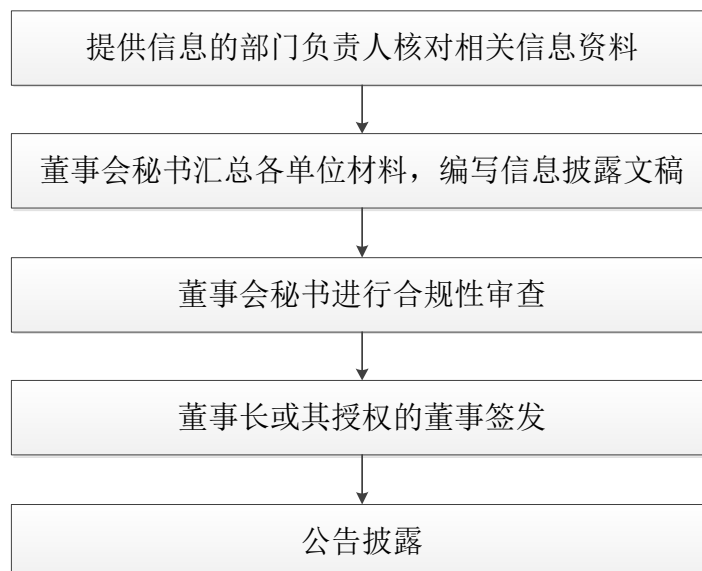 提供信息的部门负责人核对相关信息资料
董事会秘书汇总各单位材料，编写信息披露文稿
董事会秘书进行合规性审查
董事长或其授权的董事签发
公告披露